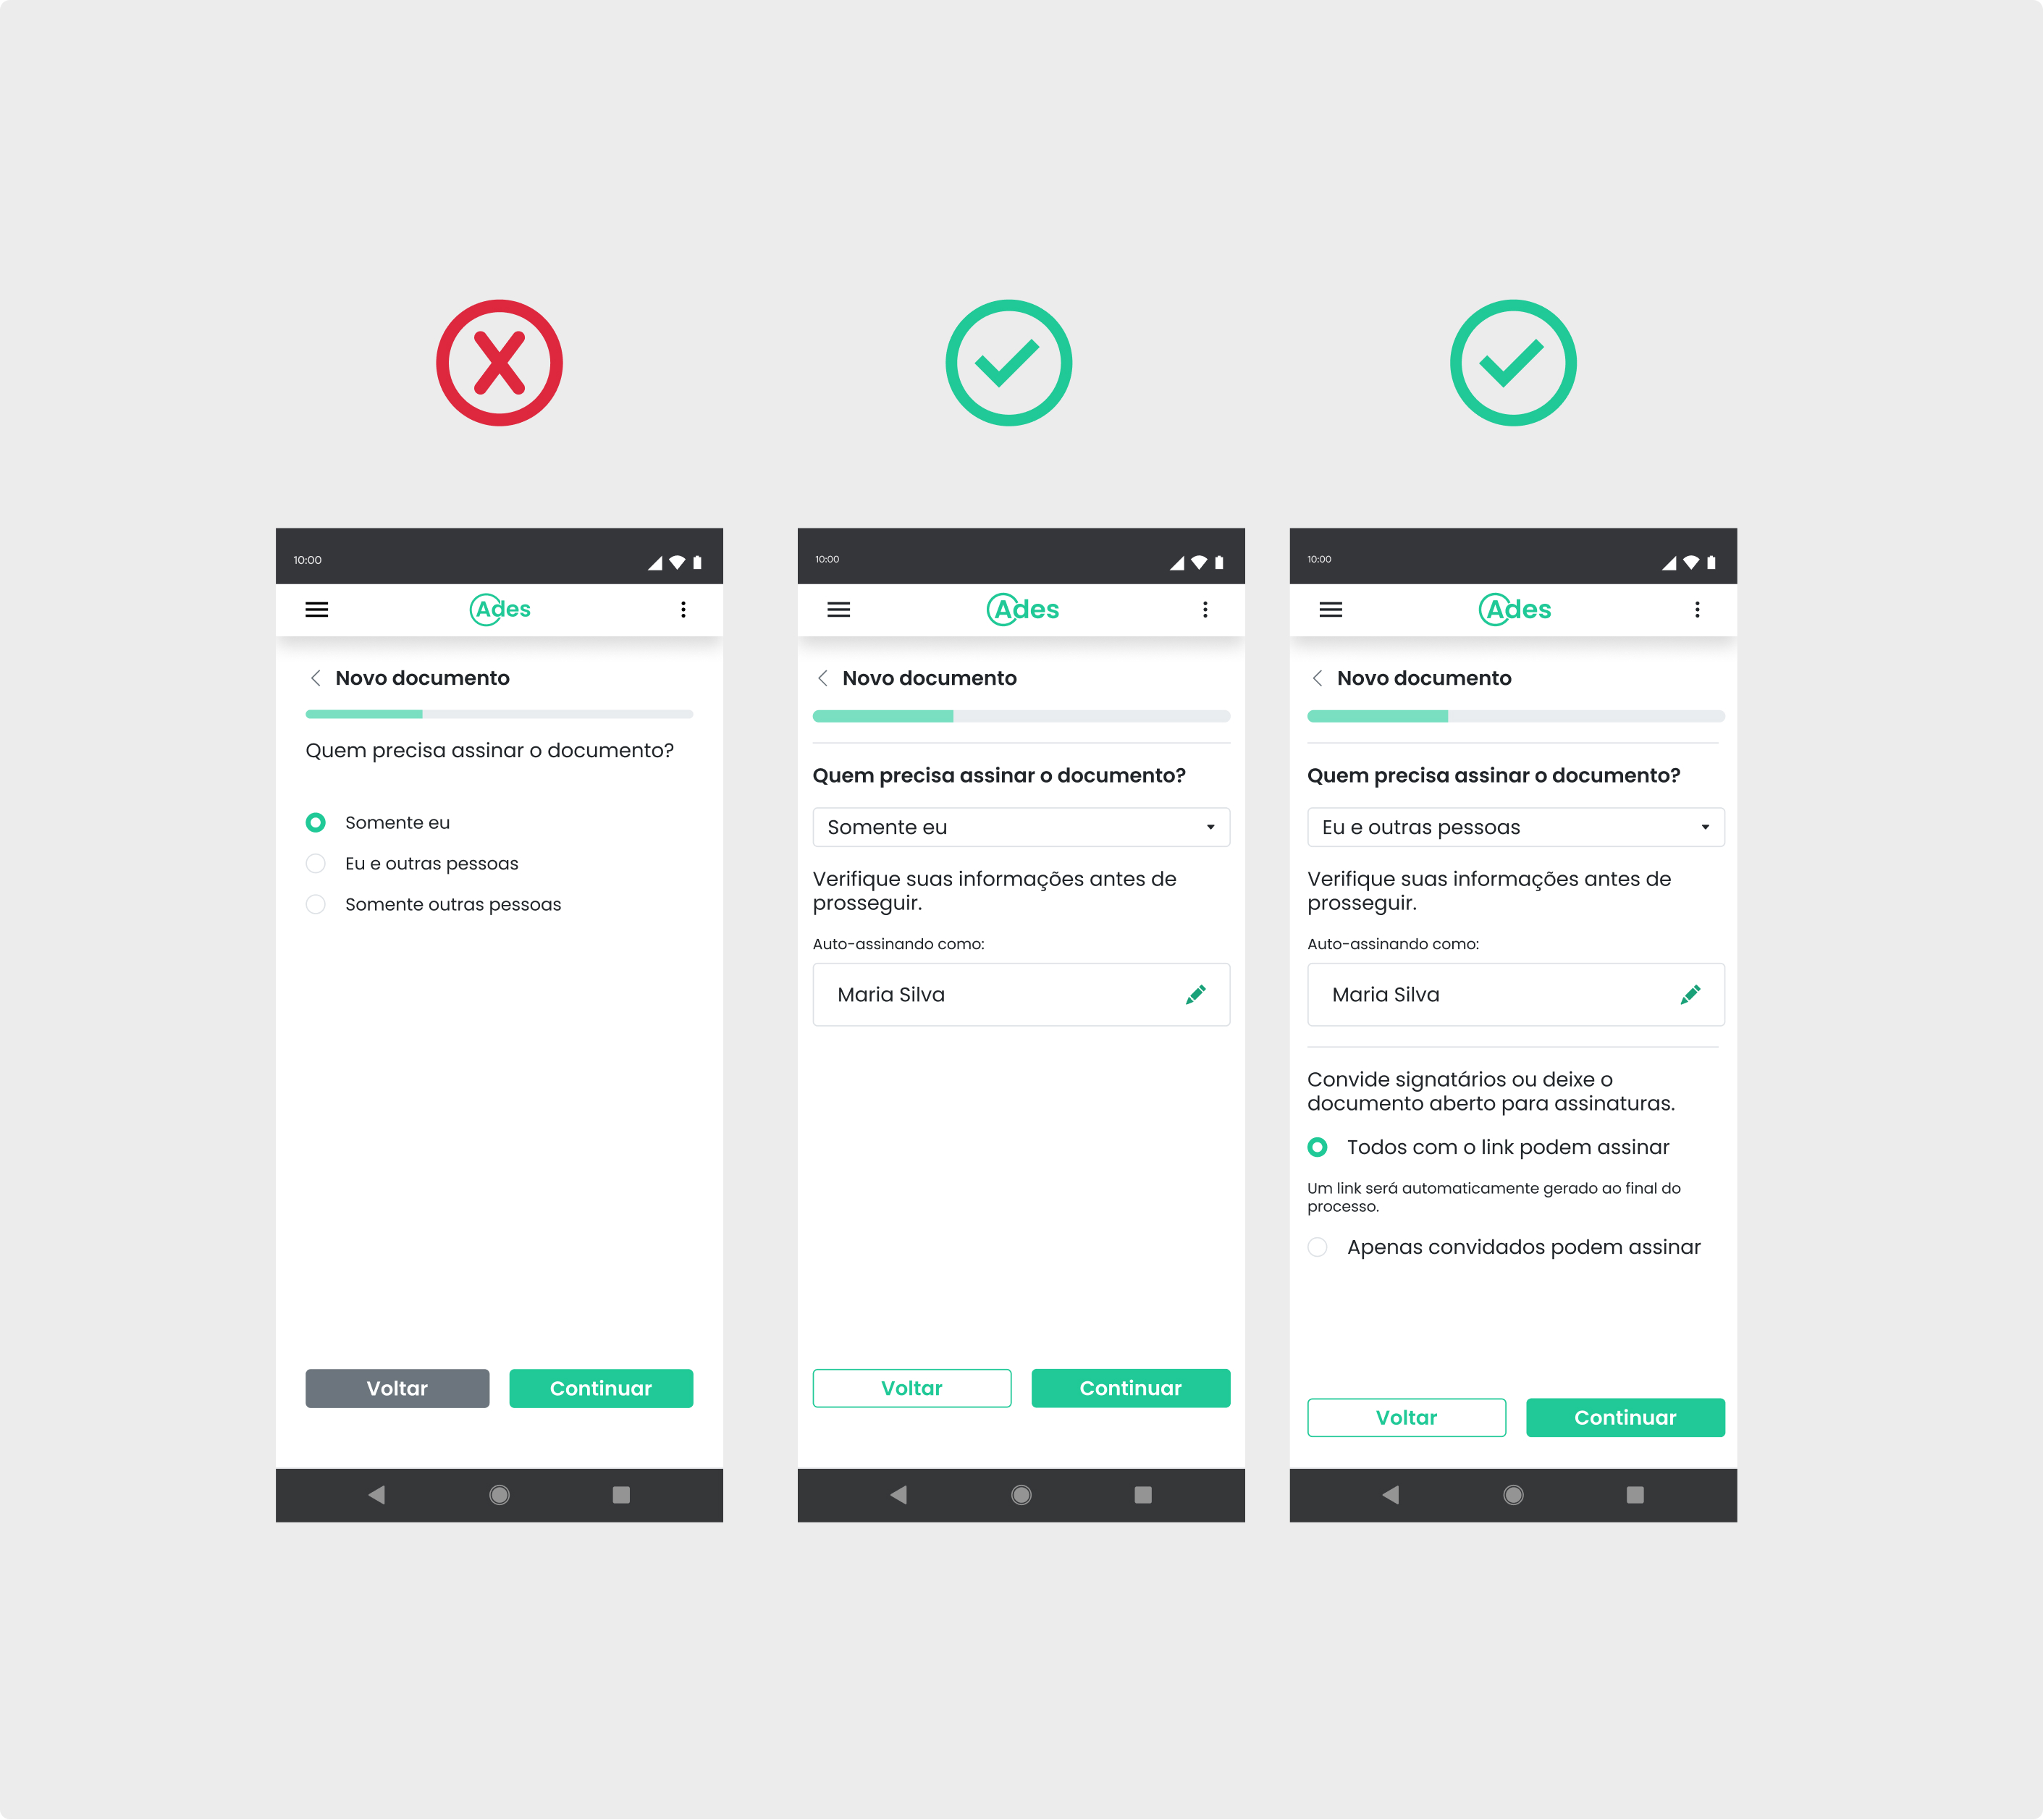 10:00
Ades
Novo documento
Quem precisa assinar o documento?
Somente eu
Eu e outras pessoas
Somente outras pessoas
Voltar
Continuar
10:00
Ades
Novo documento
Quem precisa assinar o documento?
Somente eu
Verifique suas informações antes de
prosseguir.
Auto-assinando como:
Maria Silva
Voltar
Continuar
10:00
Ades
Novo documento
Quem precisa assinar o documento?
Eu e outras pessoas
Verifique suas informações antes de
prosseguir.
Auto-assinando como:
Maria Silva
Convide signatários ou deixe o
documento aberto para assinaturas.
Todos com o link podem assinar
Um link será automaticamente gerado ao final do
processo.
Apenas convidados podem assinar
Voltar
Continuar